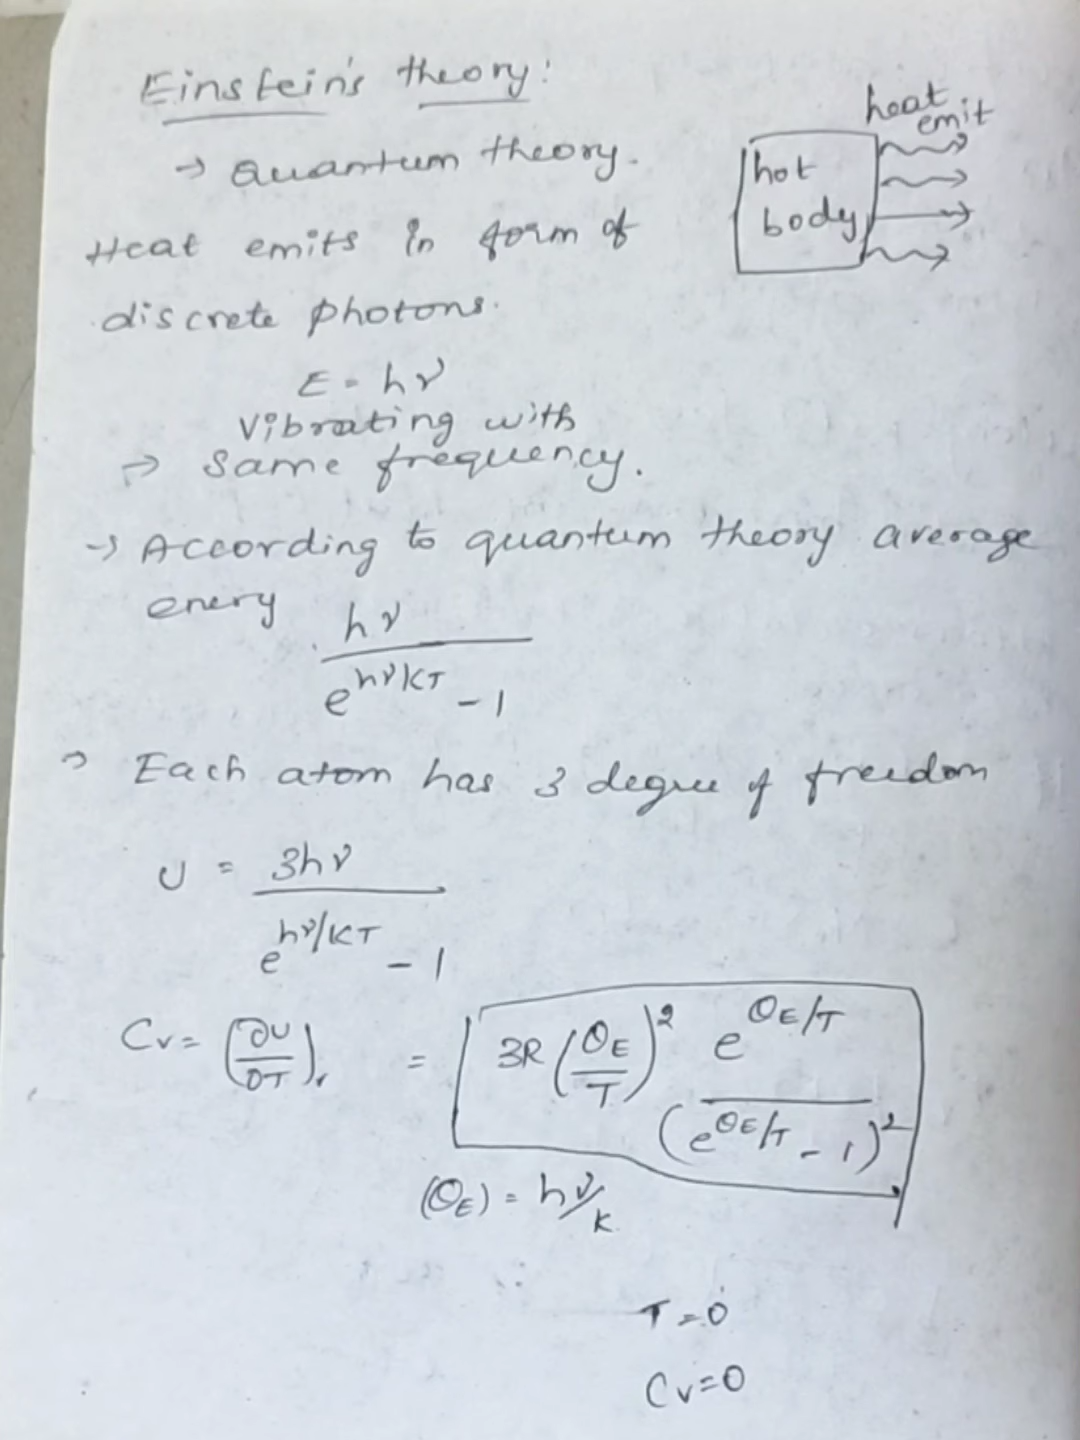 Einstein's theory:
→ Quantum theory.
heat
emit
hot
body
Heat emits in form of
discrete photons.
E = hν
Vibrating with
→ Same frequency.
→ According to quantum theory average
enery
hν
e^hνKT - 1
→ Each atom has 3 degree of freedom
U = 3hν
e^hν/KT - 1
Cv = (∂U/∂T)v = 3R (θE/T)² e^θE/T
(e^θE/T - 1)²
(θE) = hν/K
T = 0
Cv = 0